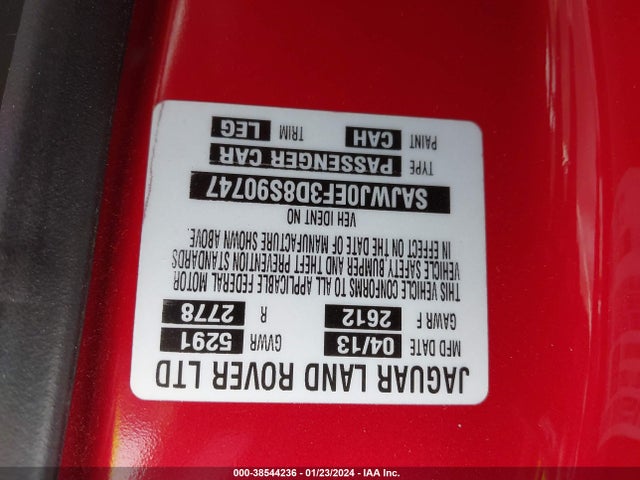 JAGUAR LAND ROVER LTD
MFD DATE 04/13 GVWR 5291
GAWR F 2612 R 2778
THIS VEHICLE CONFORMS TO ALL APPLICABLE FEDERAL MOTOR
VEHICLE SAFETY, BUMPER AND THEFT PREVENTION STANDARDS
IN EFFECT ON THE DATE OF MANUFACTURE SHOWN ABOVE.
VEH IDENT NO
SAJWJ0EF3D8S90747
TYPE PASSENGER CAR
PAINT CAH TRIM LEG
000-38544236 - 01/23/2024 - IAA Inc.